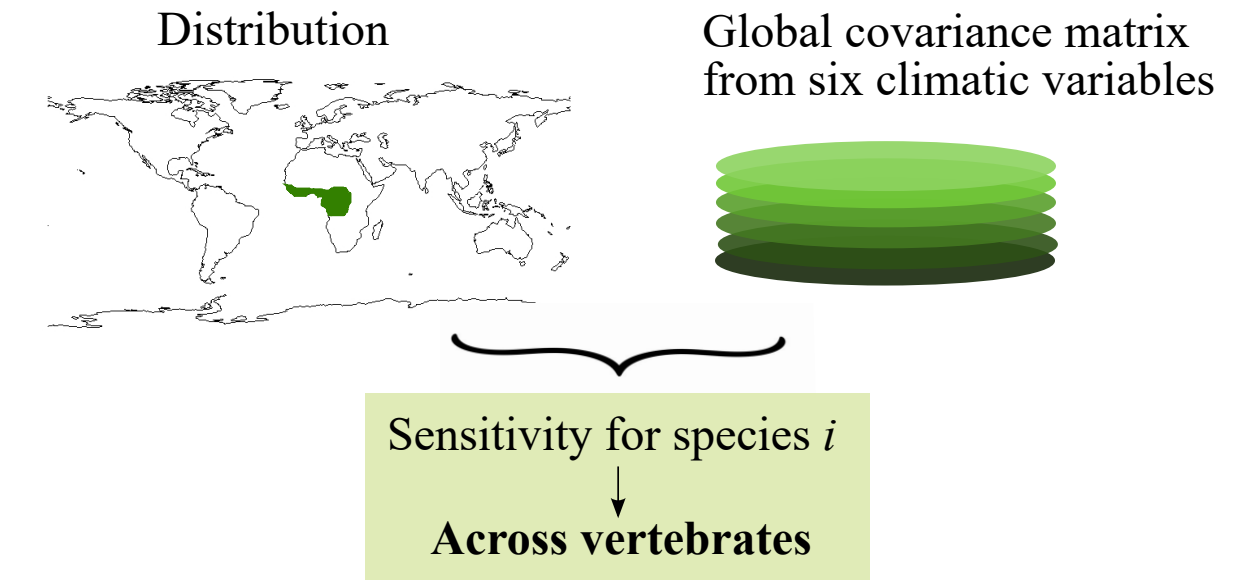 Distribution
Global covariance matrix
from six climatic variables
Sensitivity for species i
Across vertebrates